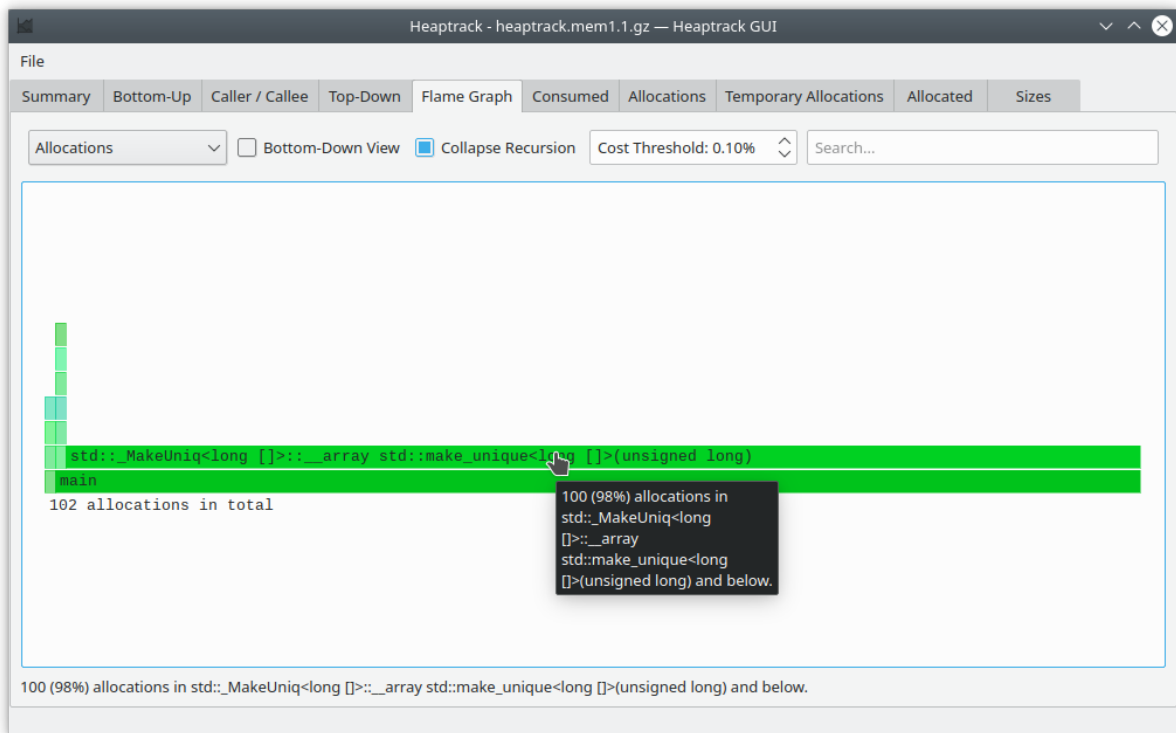 Heaptrack - heaptrack.mem1.1.gz — Heaptrack GUI
File
Summary Bottom-Up Caller / Callee Top-Down Flame Graph Consumed Allocations Temporary Allocations Allocated Sizes
Allocations Bottom-Down View Collapse Recursion Cost Threshold: 0.10% Search...
std::_MakeUniq<long []>::__array std::make_unique<long []>(unsigned long)
main
102 allocations in total
100 (98%) allocations in
std::_MakeUniq<long
[]>::__array
std::make_unique<long
[]>(unsigned long) and below.
100 (98%) allocations in std::_MakeUniq<long []>::__array std::make_unique<long []>(unsigned long) and below.